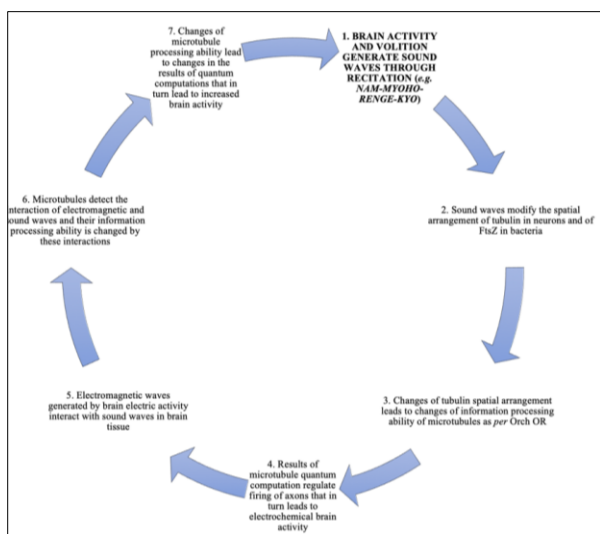 1. BRAIN ACTIVITY
AND VOLITION
GENERATE SOUND
WAVES THROUGH
RECITATION (e.g.
NAM-MYOHO-
RENGE-KYO)
2. Sound waves modify the spatial
arrangement of tubulin in neurons and of
FtsZ in bacteria
3. Changes of tubulin spatial arrangement
leads to changes of information processing
ability of microtubules as per Orch OR
4. Results of
microtubule quantum
computation regulate
firing of axons that in
turn leads to
electrochemical brain
activity
5. Electromagnetic waves
generated by brain electric activity
interact with sound waves in brain
tissue
6. Microtubules detect the
nteraction of electromagnetic and
ound waves and their information
processing ability is changed by
these interactions
7. Changes of
microtubule
processing ability lead
to changes in the
results of quantum
computations that in
turn lead to increased
brain activity